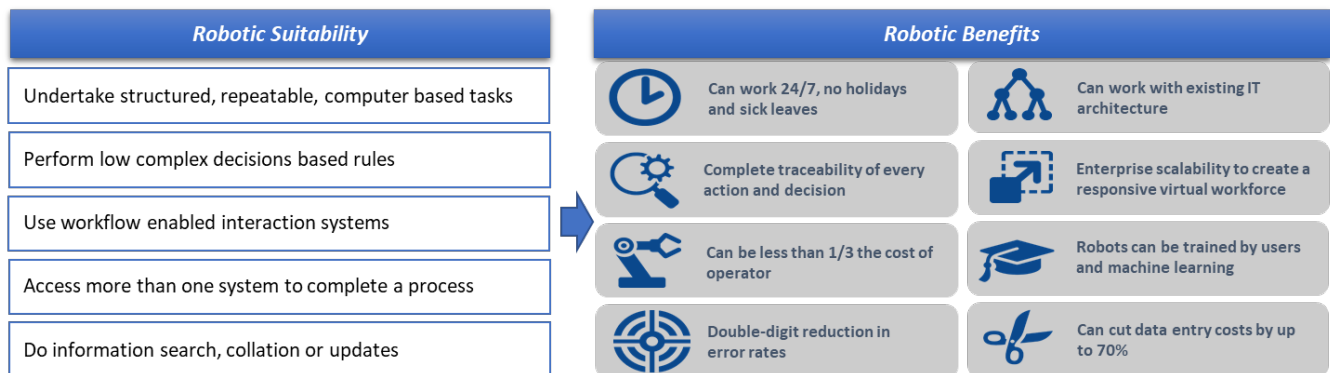 Robotic Suitability
Undertake structured, repeatable, computer based tasks
Perform low complex decisions based rules
Use workflow enabled interaction systems
Access more than one system to complete a process
Do information search, collation or updates
Robotic Benefits
Can work 24/7, no holidays
and sick leaves
Can work with existing IT
architecture
Complete traceability of every
action and decision
Enterprise scalability to create a
responsive virtual workforce
Can be less than 1/3 the cost of
operator
Robots can be trained by users
and machine learning
Double-digit reduction in
error rates
Can cut data entry costs by up
to 70%